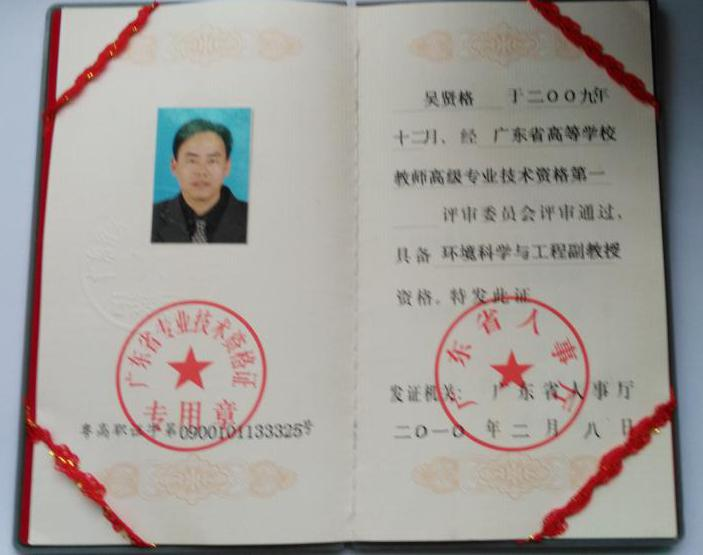 广东省专业技术资格证
专用章
粤高职证字第0900101133325号
吴贤格 于二〇〇九年
十二月、经 广东省高等学校
教师高级专业技术资格第一
评审委员会评审通过，
具备 环境科学与工程副教授
资格。特发此证
广东省人事厅
发证机关: 广东省人事厅
二〇一〇 年 二 月 八 日